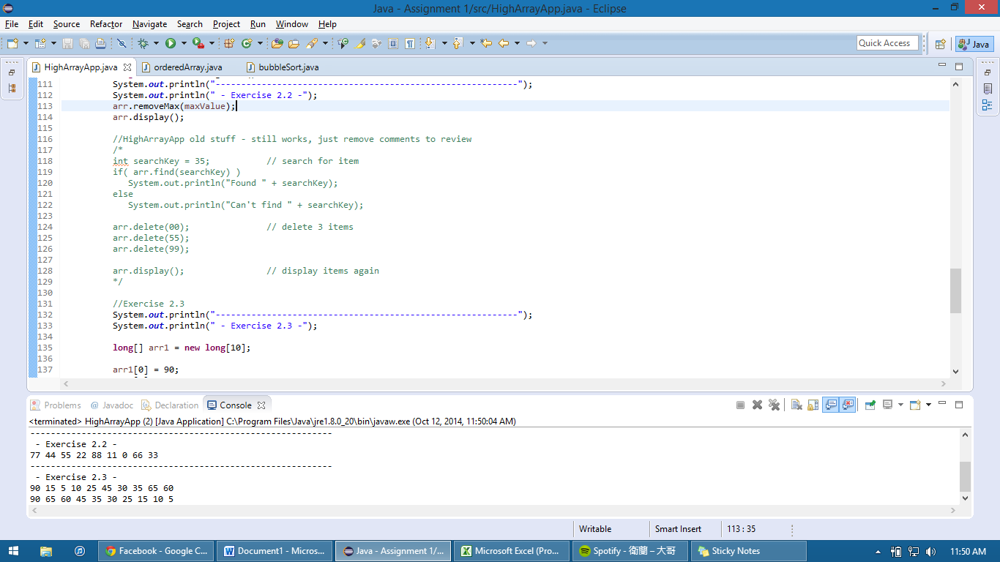 Java - Assignment 1/src/HighArrayApp.java - Eclipse
File Edit Source Refactor Navigate Search Project Run Window Help
Quick Access
Java
HighArrayApp.java orderedArray.java bubbleSort.java
111 System.out.println("-----------------------------------------------------------");
112 System.out.println(" - Exercise 2.2 -");
113 arr.removeMax(maxValue);
114 arr.display();
115
116 //HighArrayApp old stuff - still works, just remove comments to review
117 /*
118 int searchKey = 35; // search for item
119 if( arr.find(searchKey) )
120 System.out.println("Found " + searchKey);
121 else
122 System.out.println("Can't find " + searchKey);
123
124 arr.delete(00); // delete 3 items
125 arr.delete(55);
126 arr.delete(99);
127
128 arr.display(); // display items again
129 */
130
131 //Exercise 2.3
132 System.out.println("-----------------------------------------------------------");
133 System.out.println(" - Exercise 2.3 -");
134
135 long[] arr1 = new long[10];
136
137 arr1[0] = 90;
Problems @ Javadoc Declaration Console
<terminated> HighArrayApp (2) [Java Application] C:\Program Files\Java\jre1.8.0_20\bin\javaw.exe (Oct 12, 2014, 11:50:04 AM)
-----------------------------------------------------------
- Exercise 2.2 -
77 44 55 22 88 11 0 66 33
-----------------------------------------------------------
- Exercise 2.3 -
90 15 5 10 25 45 30 35 65 60
90 65 60 45 35 30 25 15 10 5
Writable Smart Insert 113 : 35
Facebook - Google C... Document1 - Micros... Java - Assignment 1/... Microsoft Excel (Pro... Spotify - 衛蘭 – 大哥 Sticky Notes 11:50 AM